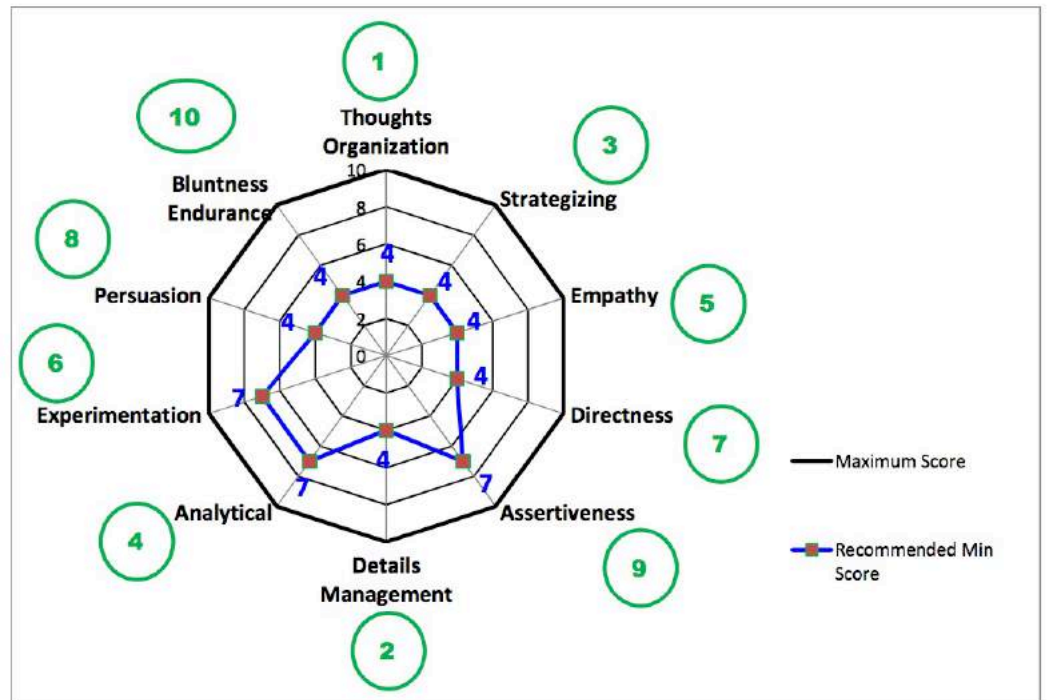 1
10
Thoughts
Organization
3
Bluntness
Endurance
10
Strategizing
8
8
6
4
4
4
Persuasion
4
4
Empathy
5
2
4
0
4
6
7
Experimentation
Directness
7
Maximum Score
4
7
7
Analytical
Assertiveness
4
Details
Management
9
Recommended Min
Score
2